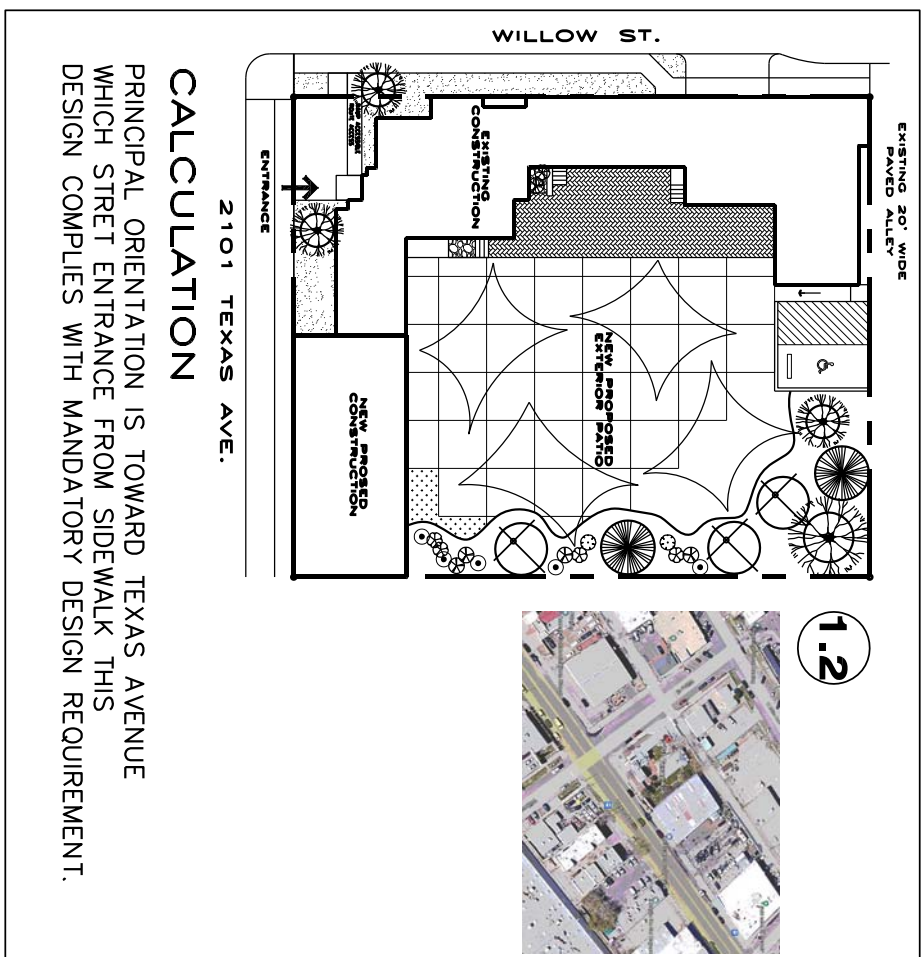 1.2
EXISTING 20' WIDE
PAVED ALLEY
WILLOW ST.
EXISTING
CONSTRUCTION
NEW PROPOSED
EXTERIOR PATIO
NEW PROSED
CONSTRUCTION
ENTRANCE
2101 TEXAS AVE.
CALCULATION
PRINCIPAL ORIENTATION IS TOWARD TEXAS AVENUE
WHICH STRET ENTRANCE FROM SIDEWALK THIS
DESIGN COMPLIES WITH MANDATORY DESIGN REQUIREMENT.